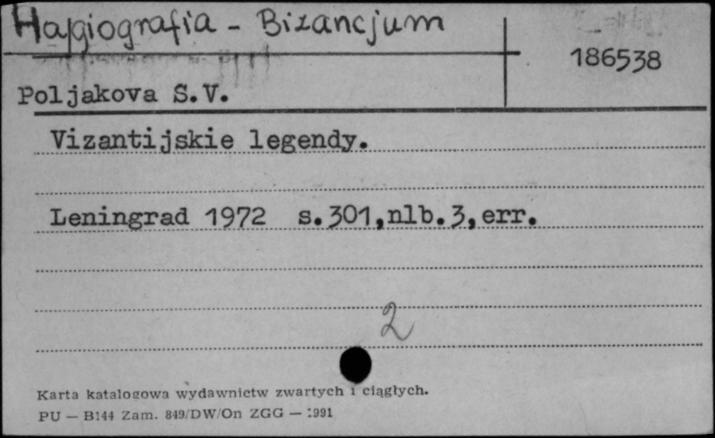 Hagiografia - Bizancjum
186538
Poljakova S.V.
Vizantijskie legendy.
Leningrad 1972 s.301,nlb.3,err.
2
Karta katalogowa wydawnictw zwartych i ciągłych.
PU — B144 Zam. 849/DW/On ZGG — 1991